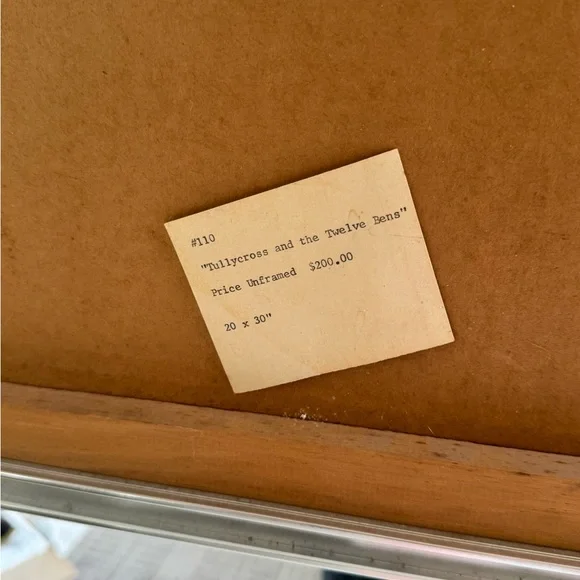 #110
"Tullycross and the Twelve Bens"
Price Unframed $200.00
20 x 30"